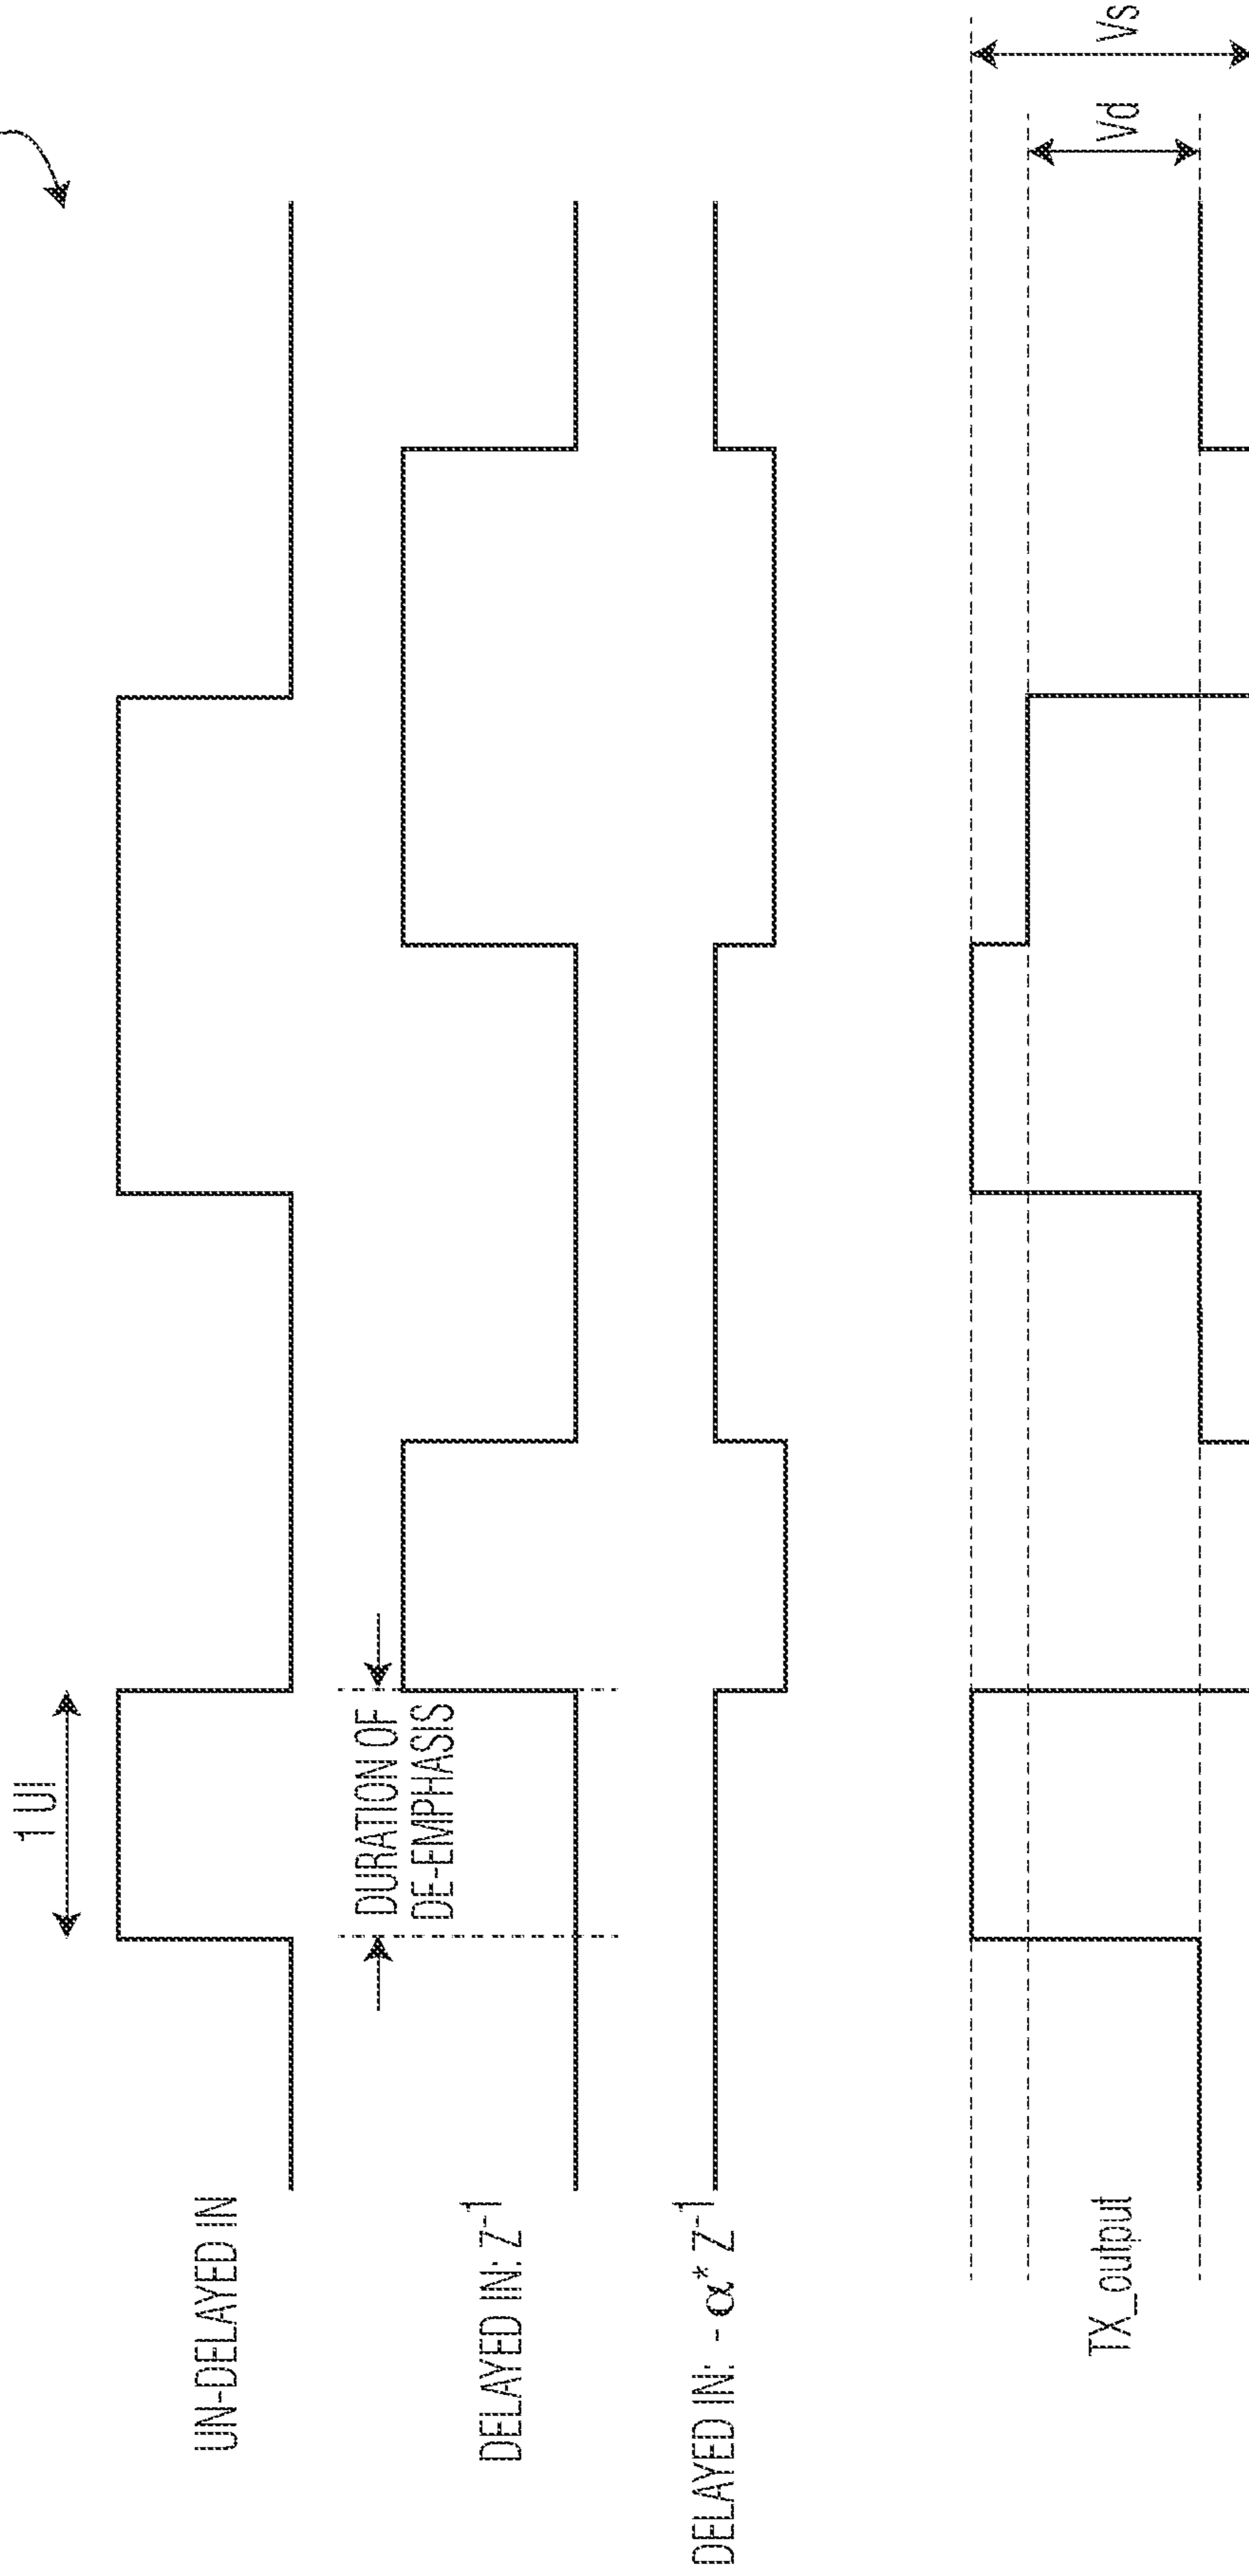 1 UI
UN-DELAYED IN
DURATION OF
DE-EMPHASIS
DELAYED IN: Z⁻¹
DELAYED IN: - α* Z⁻¹
TX_output
Vd
Vs